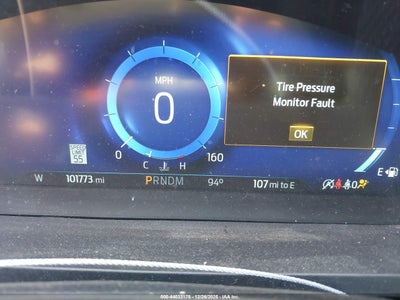 MPH
0
Tire Pressure
Monitor Fault
OK
0
160
C
H
SPEED
LIMIT
55
E
W
101773 mi
PRNDM
94°
107 mi to E